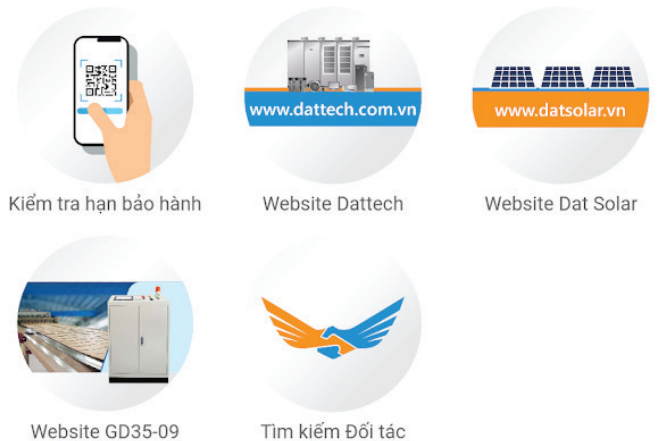 www.dattech.com.vn
www.datsolar.vn
Kiểm tra hạn bảo hành
Website Dattech
Website Dat Solar
Website GD35-09
Tìm kiếm Đối tác